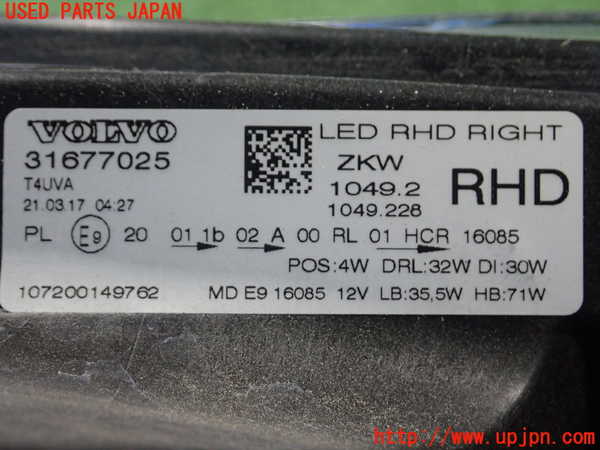 USED PARTS JAPAN
VOLVO
31677025
T4UVA
21.03.17 04:27
LED RHD RIGHT
ZKW
1049.2
1049.228
RHD
PL E9 20 01 1b 02 A 00 RL 01 HCR 16085
POS:4W DRL:32W DI:30W
107200149762 MD E9 16085 12V LB:35,5W HB:71W
http://www.upjpn.com/